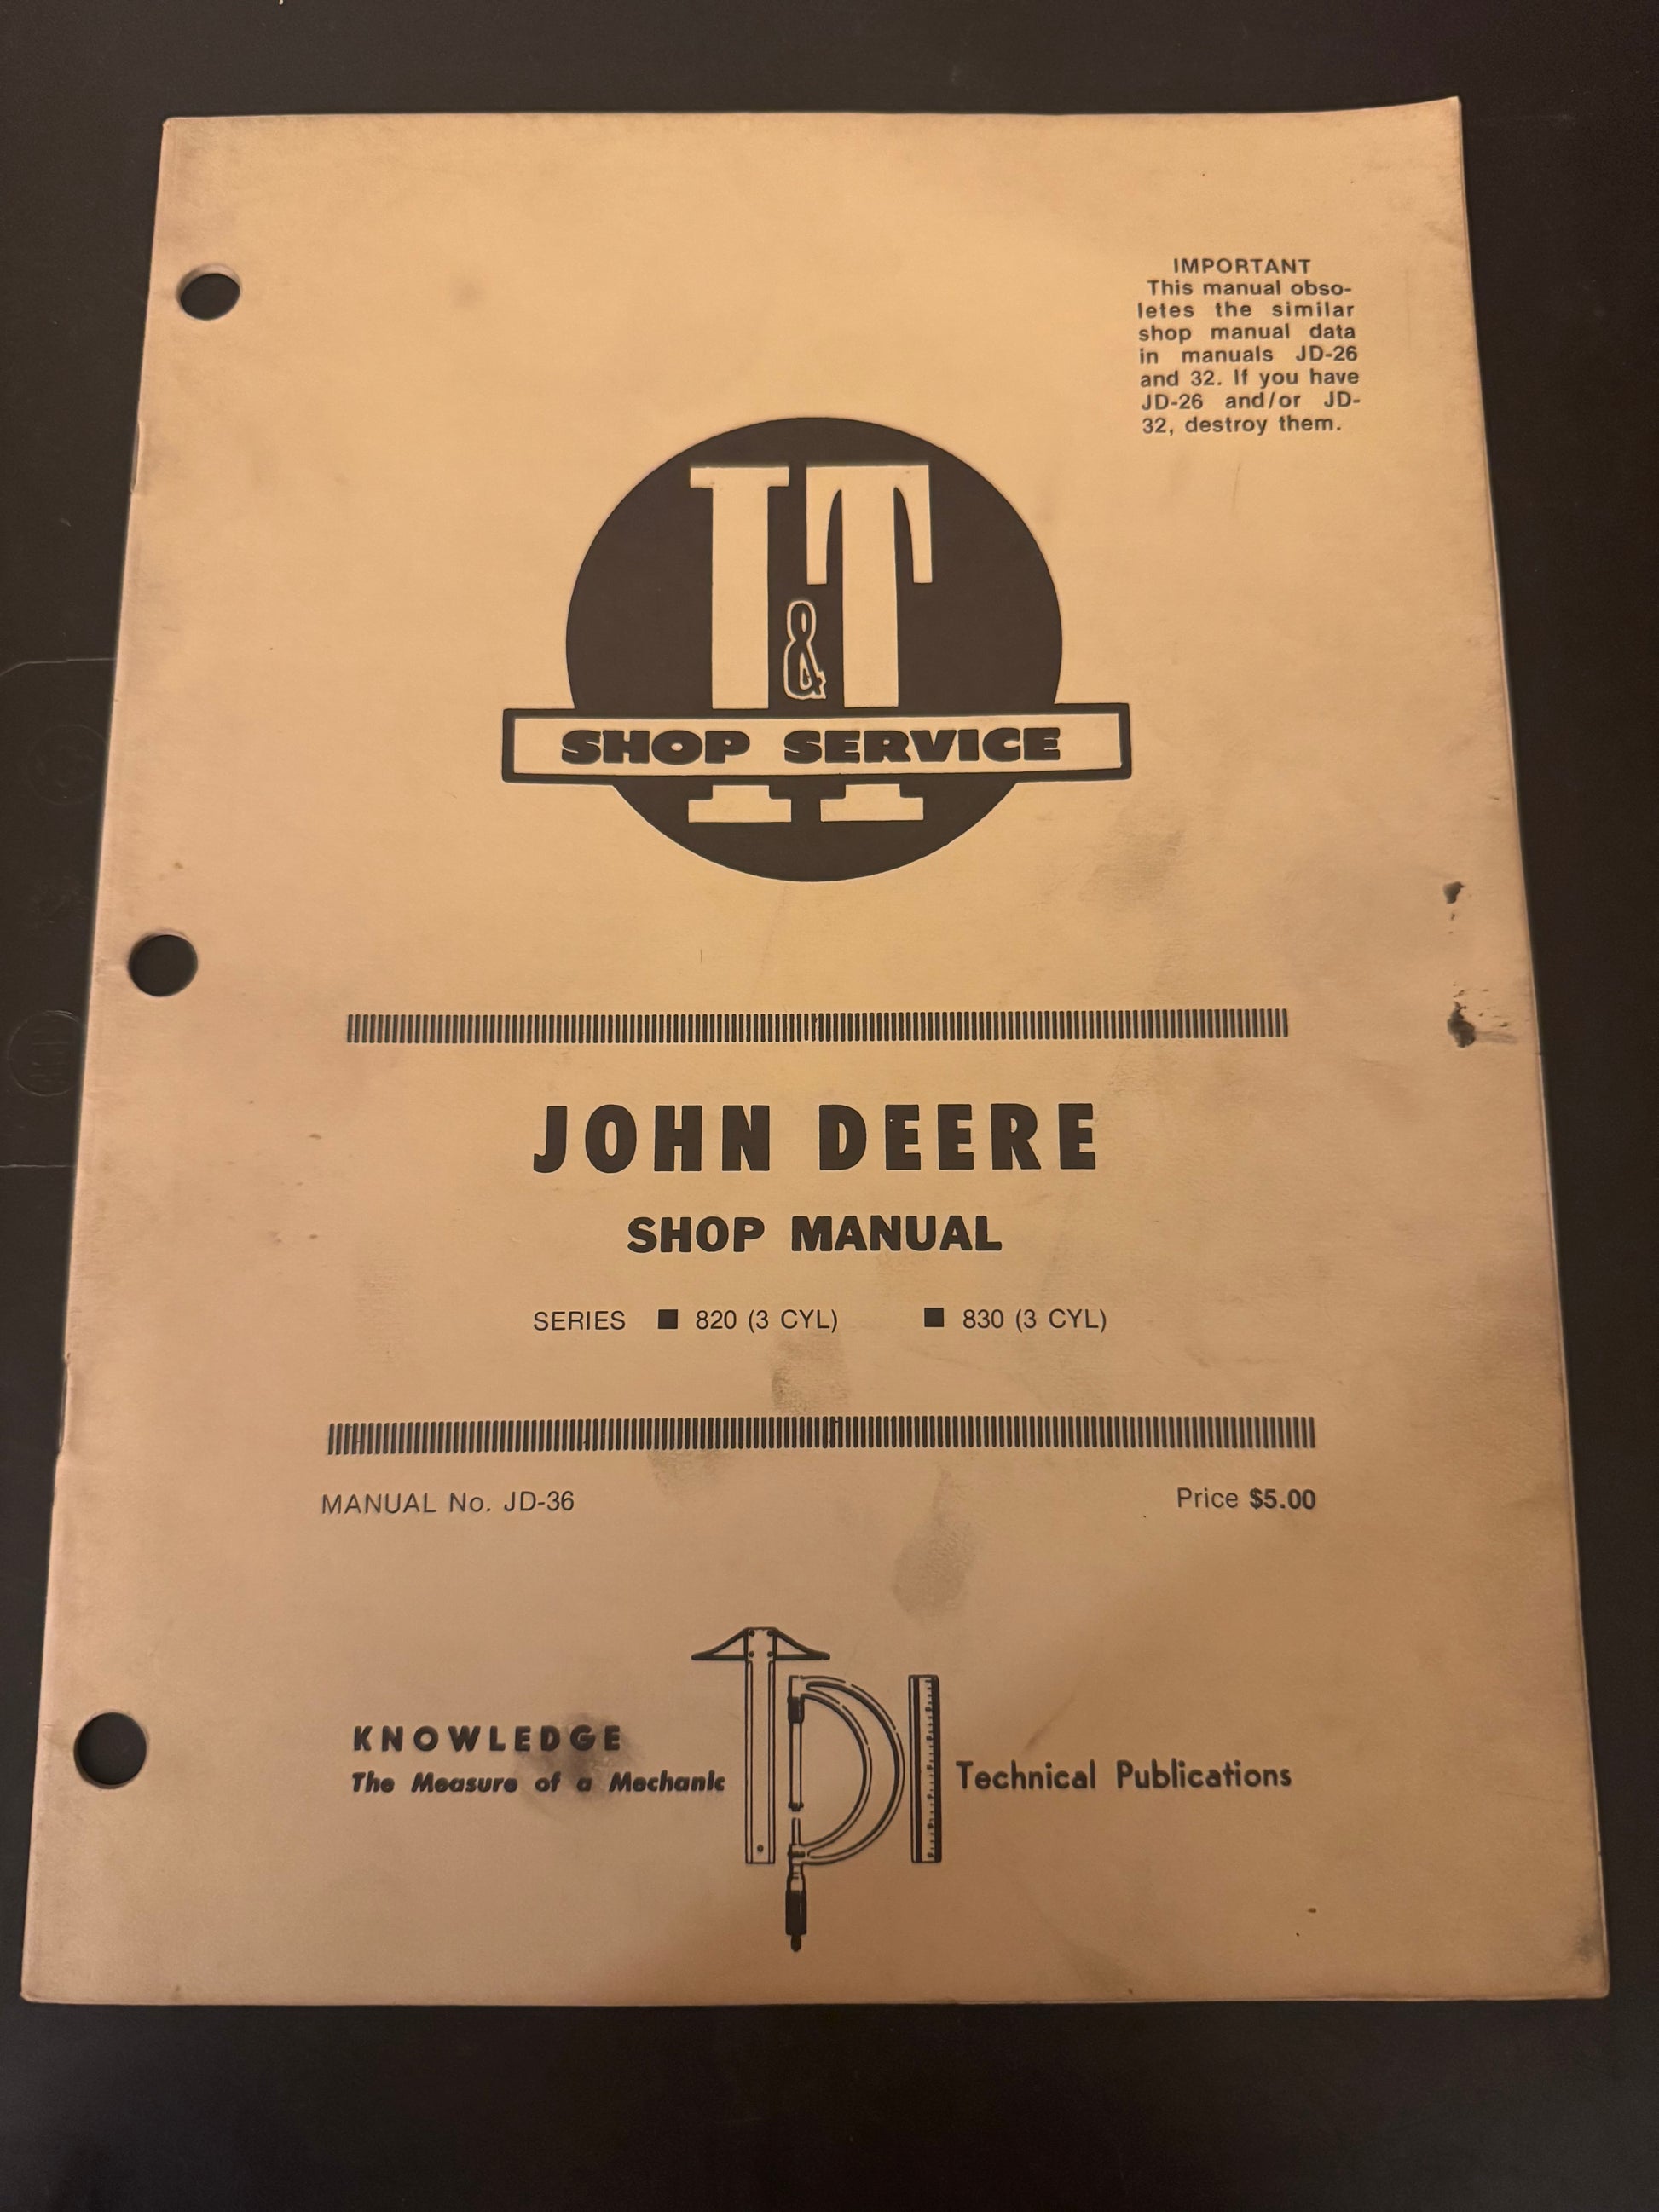 IMPORTANT
This manual obso-
letes the similar
shop manual data
in manuals JD-26
and 32. If you have
JD-26 and/or JD-
32, destroy them.
I&T
SHOP SERVICE
JOHN DEERE
SHOP MANUAL
SERIES ■ 820 (3 CYL) ■ 830 (3 CYL)
MANUAL No. JD-36 Price $5.00
KNOWLEDGE
The Measure of a Mechanic
TPI
Technical Publications